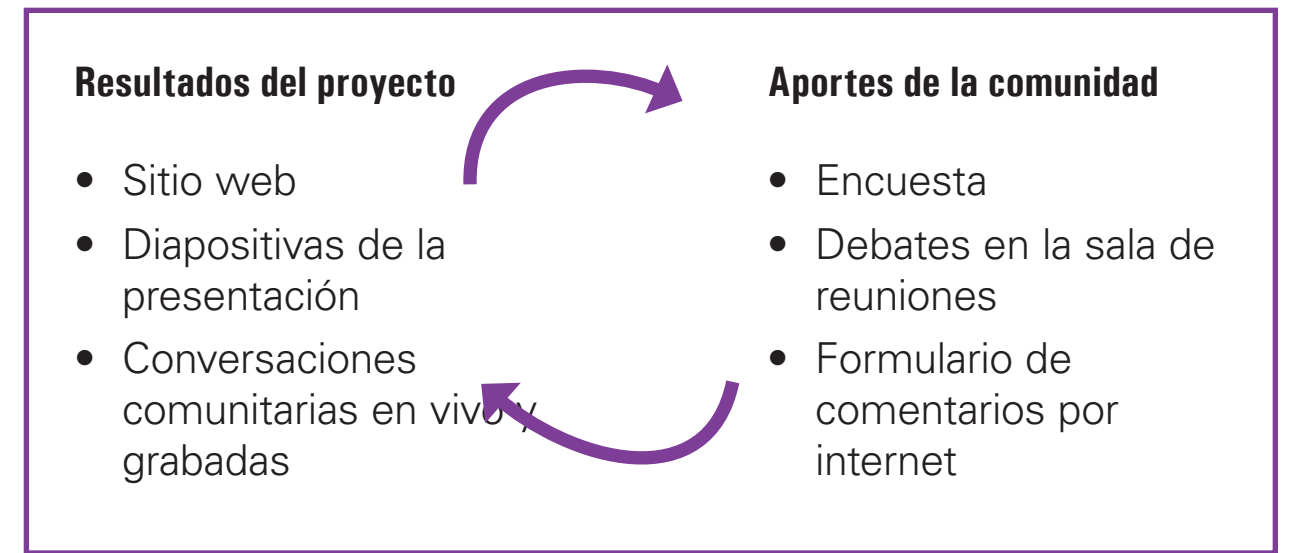 Resultados del proyecto
• Sitio web
• Diapositivas de la
presentación
• Conversaciones
comunitarias en vivo y
grabadas
Aportes de la comunidad
• Encuesta
• Debates en la sala de
reuniones
• Formulario de
comentarios por
internet